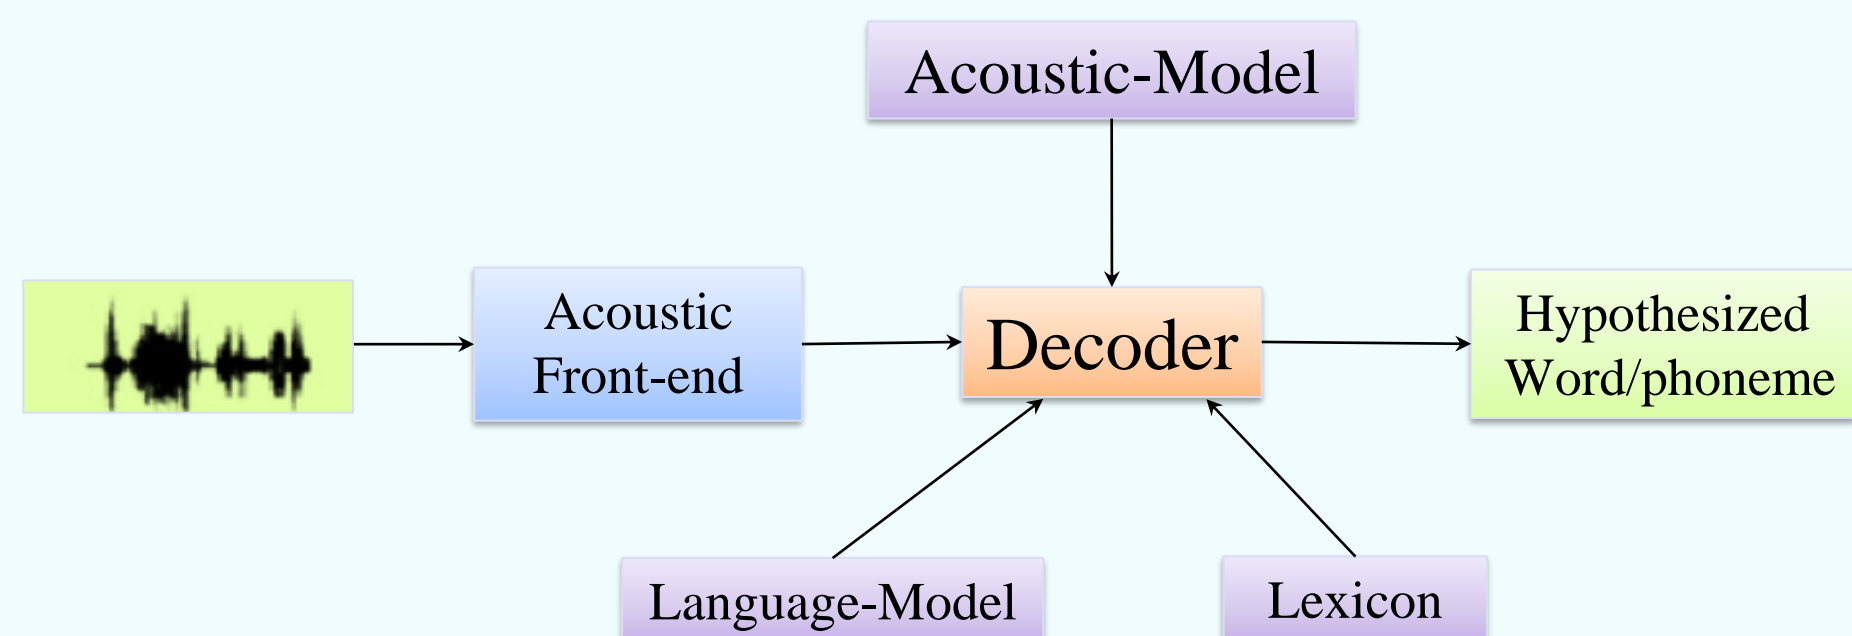 Acoustic-Model
Acoustic
Front-end
Decoder
Hypothesized
Word/phoneme
Language-Model
Lexicon